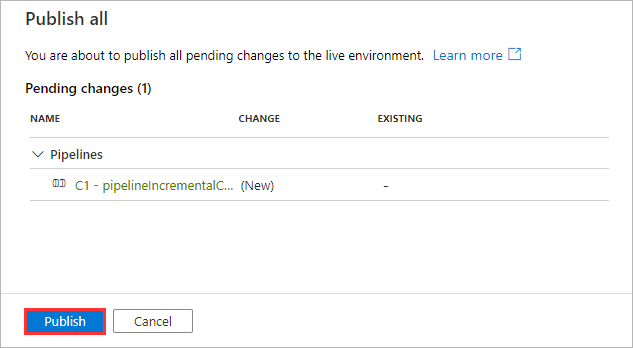 Publish all
You are about to publish all pending changes to the live environment. Learn more
Pending changes (1)
NAME CHANGE EXISTING
Pipelines
C1 - pipelineIncrementalC... (New) -
Publish Cancel